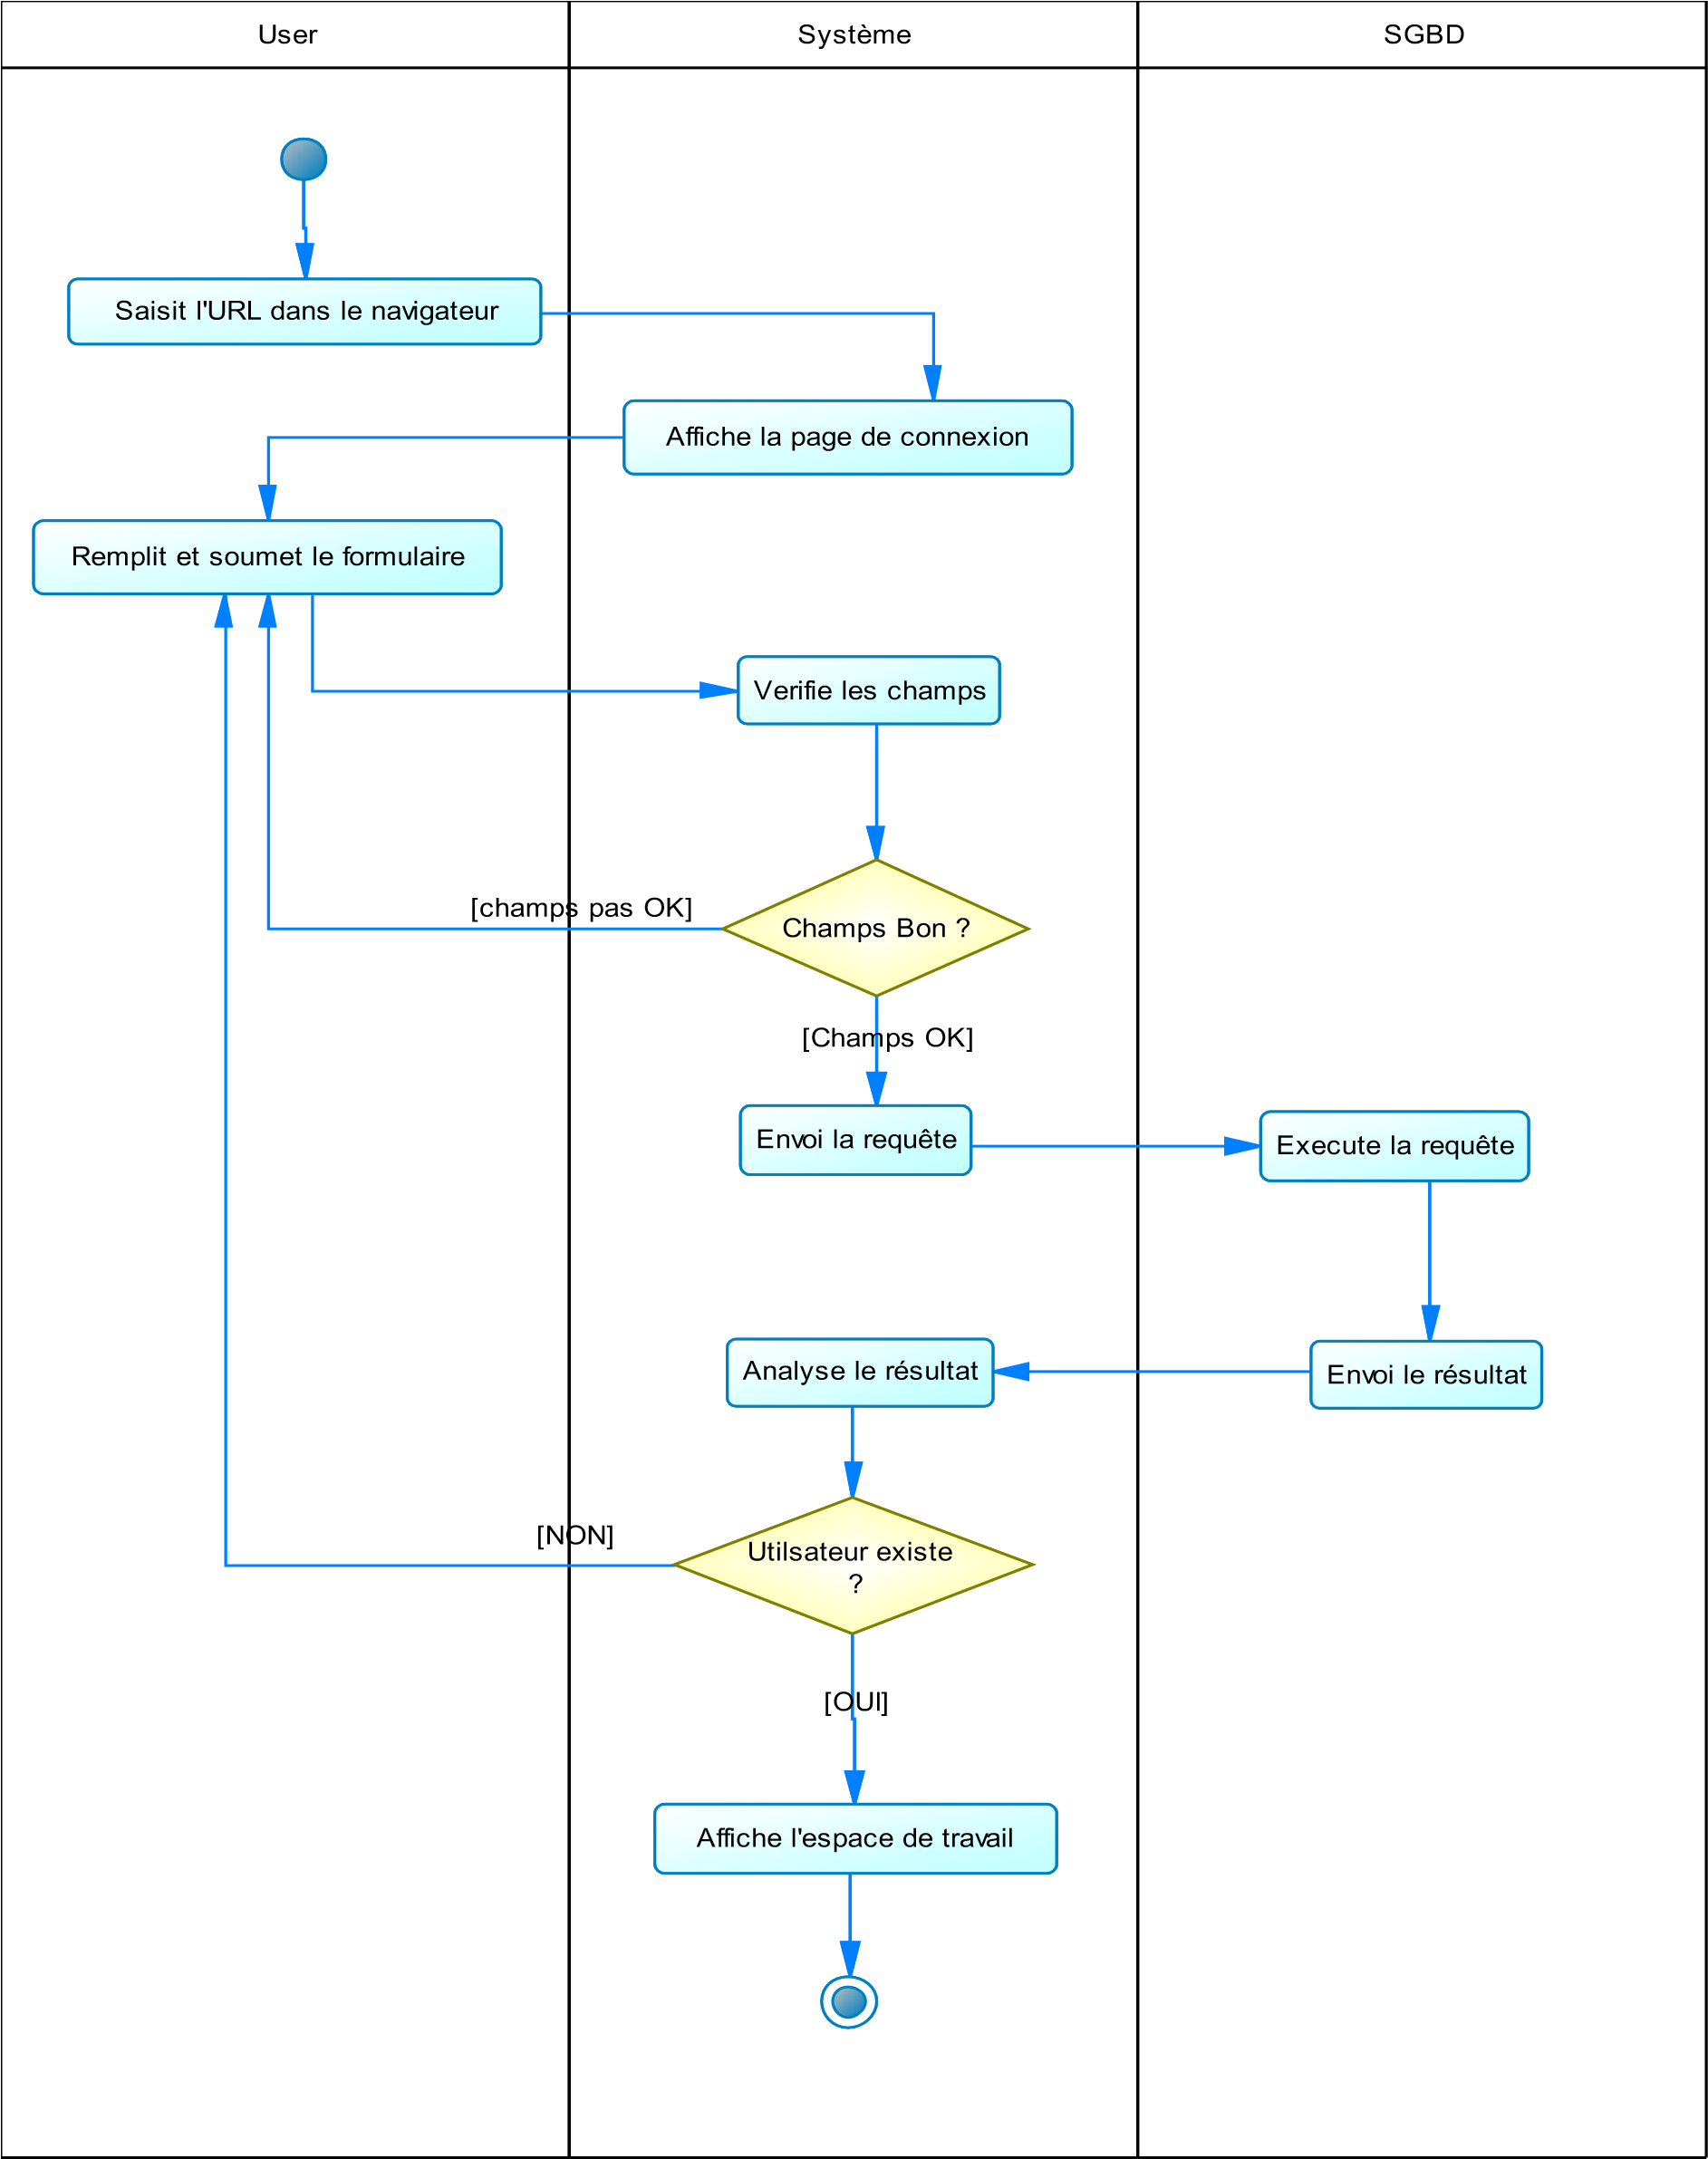 User
Système
SGBD
Saisit l'URL dans le navigateur
Affiche la page de connexion
Remplit et soumet le formulaire
Verifie les champs
[champs pas OK]
Champs Bon ?
[Champs OK]
Envoi la requête
Execute la requête
Analyse le résultat
Envoi le résultat
[NON]
Utilsateur existe
?
[OUI]
Affiche l'espace de travail